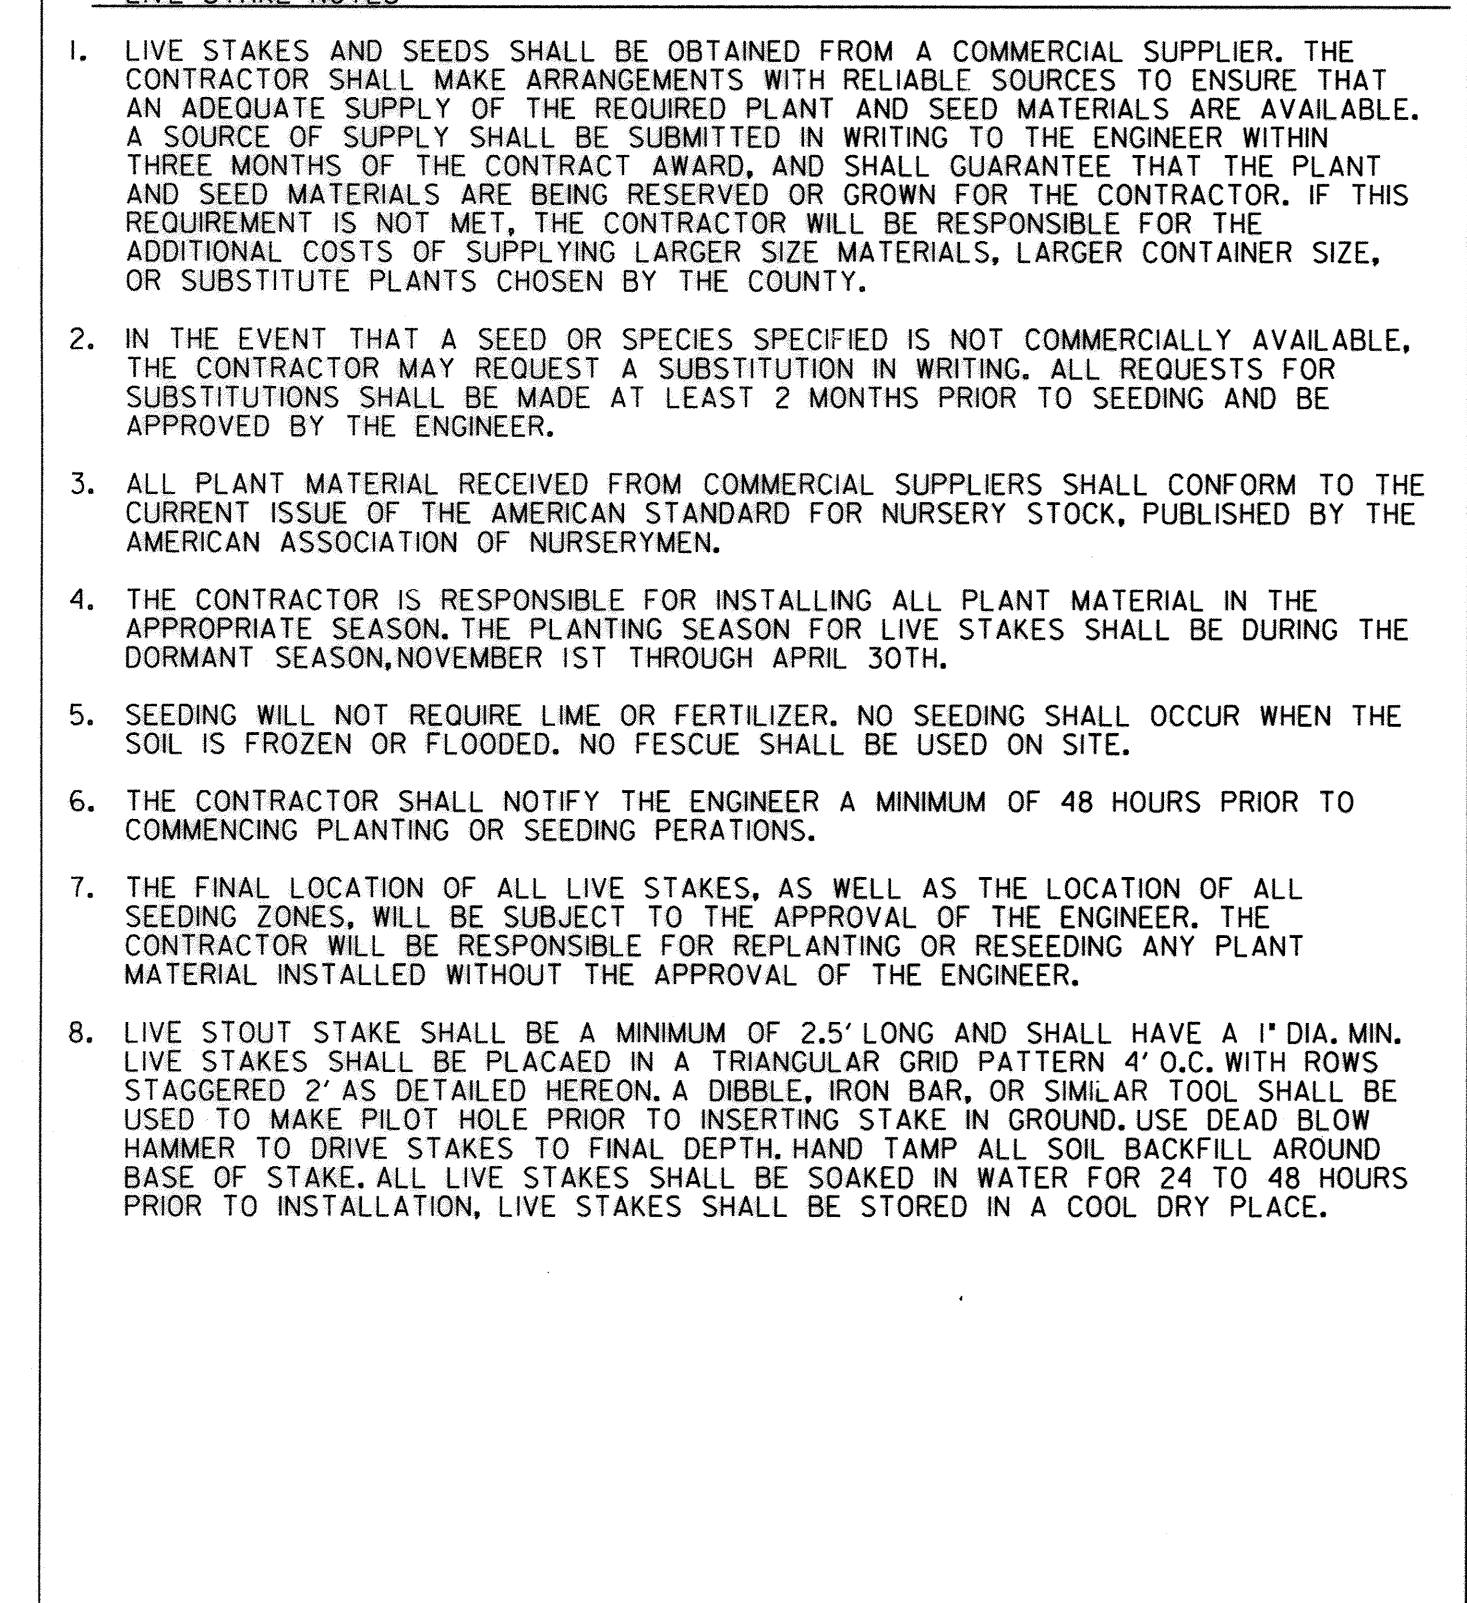 LIVE STAKE NOTES
1. LIVE STAKES AND SEEDS SHALL BE OBTAINED FROM A COMMERCIAL SUPPLIER. THE
CONTRACTOR SHALL MAKE ARRANGEMENTS WITH RELIABLE SOURCES TO ENSURE THAT
AN ADEQUATE SUPPLY OF THE REQUIRED PLANT AND SEED MATERIALS ARE AVAILABLE.
A SOURCE OF SUPPLY SHALL BE SUBMITTED IN WRITING TO THE ENGINEER WITHIN
THREE MONTHS OF THE CONTRACT AWARD, AND SHALL GUARANTEE THAT THE PLANT
AND SEED MATERIALS ARE BEING RESERVED OR GROWN FOR THE CONTRACTOR. IF THIS
REQUIREMENT IS NOT MET, THE CONTRACTOR WILL BE RESPONSIBLE FOR THE
ADDITIONAL COSTS OF SUPPLYING LARGER SIZE MATERIALS, LARGER CONTAINER SIZE,
OR SUBSTITUTE PLANTS CHOSEN BY THE COUNTY.
2. IN THE EVENT THAT A SEED OR SPECIES SPECIFIED IS NOT COMMERCIALLY AVAILABLE,
THE CONTRACTOR MAY REQUEST A SUBSTITUTION IN WRITING. ALL REQUESTS FOR
SUBSTITUTIONS SHALL BE MADE AT LEAST 2 MONTHS PRIOR TO SEEDING AND BE
APPROVED BY THE ENGINEER.
3. ALL PLANT MATERIAL RECEIVED FROM COMMERCIAL SUPPLIERS SHALL CONFORM TO THE
CURRENT ISSUE OF THE AMERICAN STANDARD FOR NURSERY STOCK, PUBLISHED BY THE
AMERICAN ASSOCIATION OF NURSERYMEN.
4. THE CONTRACTOR IS RESPONSIBLE FOR INSTALLING ALL PLANT MATERIAL IN THE
APPROPRIATE SEASON. THE PLANTING SEASON FOR LIVE STAKES SHALL BE DURING THE
DORMANT SEASON, NOVEMBER 1ST THROUGH APRIL 30TH.
5. SEEDING WILL NOT REQUIRE LIME OR FERTILIZER. NO SEEDING SHALL OCCUR WHEN THE
SOIL IS FROZEN OR FLOODED. NO FESCUE SHALL BE USED ON SITE.
6. THE CONTRACTOR SHALL NOTIFY THE ENGINEER A MINIMUM OF 48 HOURS PRIOR TO
COMMENCING PLANTING OR SEEDING PERATIONS.
7. THE FINAL LOCATION OF ALL LIVE STAKES, AS WELL AS THE LOCATION OF ALL
SEEDING ZONES, WILL BE SUBJECT TO THE APPROVAL OF THE ENGINEER. THE
CONTRACTOR WILL BE RESPONSIBLE FOR REPLANTING OR RESEEDING ANY PLANT
MATERIAL INSTALLED WITHOUT THE APPROVAL OF THE ENGINEER.
8. LIVE STOUT STAKE SHALL BE A MINIMUM OF 2.5' LONG AND SHALL HAVE A 1" DIA. MIN.
LIVE STAKES SHALL BE PLACAED IN A TRIANGULAR GRID PATTERN 4' O.C. WITH ROWS
STAGGERED 2' AS DETAILED HEREON. A DIBBLE, IRON BAR, OR SIMILAR TOOL SHALL BE
USED TO MAKE PILOT HOLE PRIOR TO INSERTING STAKE IN GROUND. USE DEAD BLOW
HAMMER TO DRIVE STAKES TO FINAL DEPTH. HAND TAMP ALL SOIL BACKFILL AROUND
BASE OF STAKE. ALL LIVE STAKES SHALL BE SOAKED IN WATER FOR 24 TO 48 HOURS
PRIOR TO INSTALLATION, LIVE STAKES SHALL BE STORED IN A COOL DRY PLACE.